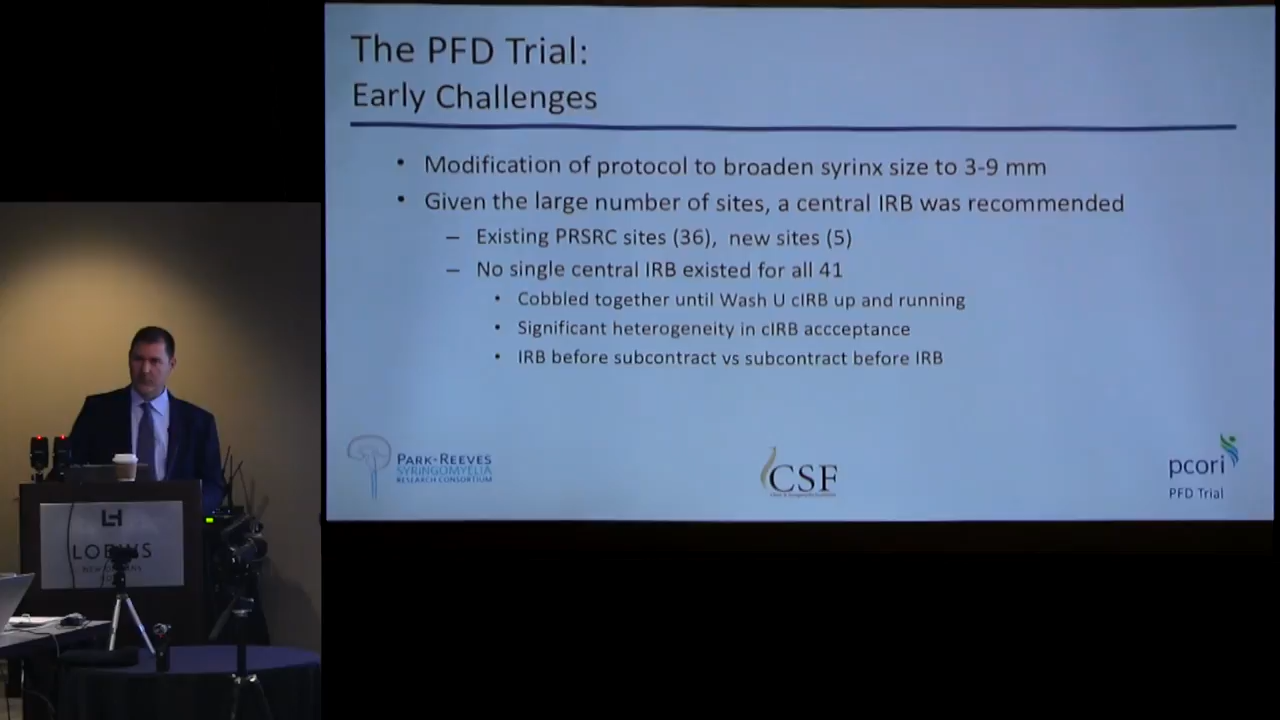 The PFD Trial:
Early Challenges
• Modification of protocol to broaden syrinx size to 3-9 mm
• Given the large number of sites, a central IRB was recommended
– Existing PRSRC sites (36), new sites (5)
– No single central IRB existed for all 41
• Cobbled together until Wash U cIRB up and running
• Significant heterogeneity in cIRB accceptance
• IRB before subcontract vs subcontract before IRB
PARK-REEVES
SYRINGOMYELIA
RESEARCH CONSORTIUM
CSF
pcori
PFD Trial
LOEWS